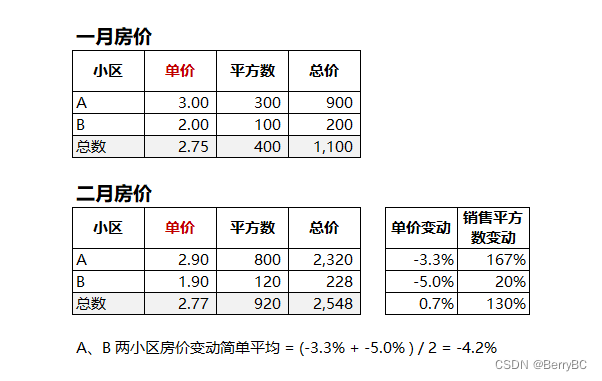 一月房价
小区 单价 平方数 总价
A 3.00 300 900
B 2.00 100 200
总数 2.75 400 1,100
二月房价
小区 单价 平方数 总价 单价变动 销售平方
数变动
A 2.90 800 2,320 -3.3% 167%
B 1.90 120 228 -5.0% 20%
总数 2.77 920 2,548 0.7% 130%
A、B 两小区房价变动简单平均 = (-3.3% + -5.0% ) / 2 = -4.2%
CSDN @BerryBC